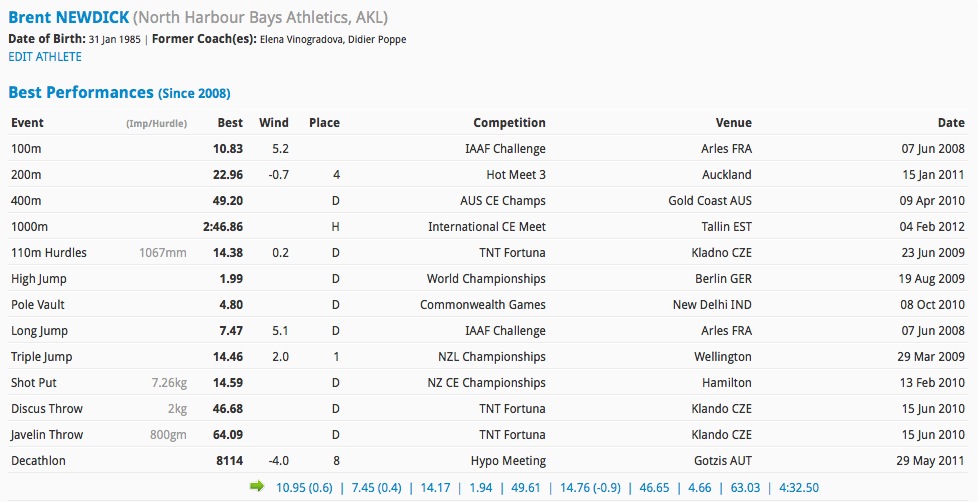 Brent NEWDICK (North Harbour Bays Athletics, AKL)
Date of Birth: 31 Jan 1985 | Former Coach(es): Elena Vinogradova, Didier Poppe
EDIT ATHLETE
Best Performances (Since 2008)
Event (Imp/Hurdle) Best Wind Place Competition Venue Date
100m 10.83 5.2 IAAF Challenge Arles FRA 07 Jun 2008
200m 22.96 -0.7 4 Hot Meet 3 Auckland 15 Jan 2011
400m 49.20 D AUS CE Champs Gold Coast AUS 09 Apr 2010
1000m 2:46.86 H International CE Meet Tallin EST 04 Feb 2012
110m Hurdles 1067mm 14.38 0.2 D TNT Fortuna Kladno CZE 23 Jun 2009
High Jump 1.99 D World Championships Berlin GER 19 Aug 2009
Pole Vault 4.80 D Commonwealth Games New Delhi IND 08 Oct 2010
Long Jump 7.47 5.1 D IAAF Challenge Arles FRA 07 Jun 2008
Triple Jump 14.46 2.0 1 NZL Championships Wellington 29 Mar 2009
Shot Put 7.26kg 14.59 D NZ CE Championships Hamilton 13 Feb 2010
Discus Throw 2kg 46.68 D TNT Fortuna Klando CZE 15 Jun 2010
Javelin Throw 800gm 64.09 D TNT Fortuna Klando CZE 15 Jun 2010
Decathlon 8114 -4.0 8 Hypo Meeting Gotzis AUT 29 May 2011
10.95 (0.6) | 7.45 (0.4) | 14.17 | 1.94 | 49.61 | 14.76 (-0.9) | 46.65 | 4.66 | 63.03 | 4:32.50